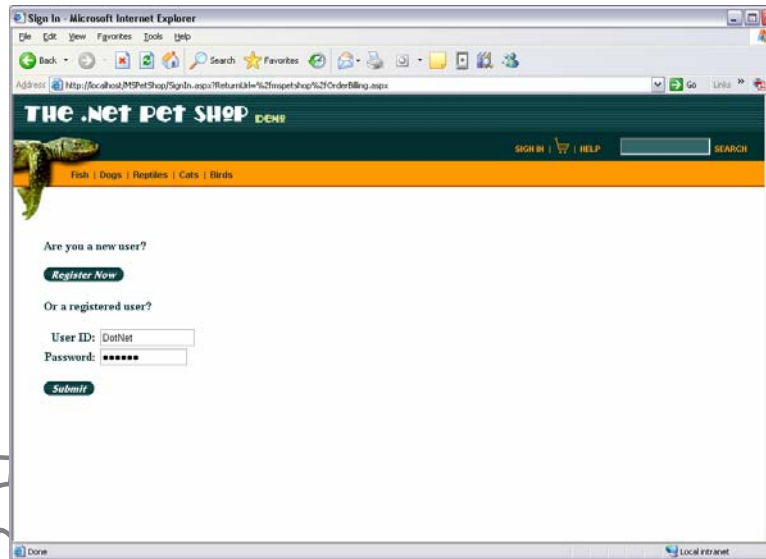 Sign In - Microsoft Internet Explorer
File Edit View Favorites Tools Help
Back Search Favorites
Address http://localhost/MSPetShop/SignIn.aspx?ReturnUrl=%2fmspetshop%2fOrderBilling.aspx Go Links »
THE .NET PET SHOP DEMO
SIGN IN | | HELP SEARCH
Fish | Dogs | Reptiles | Cats | Birds
Are you a new user?
Register Now
Or a registered user?
User ID: DotNet
Password: ••••••
Submit
Done Local intranet